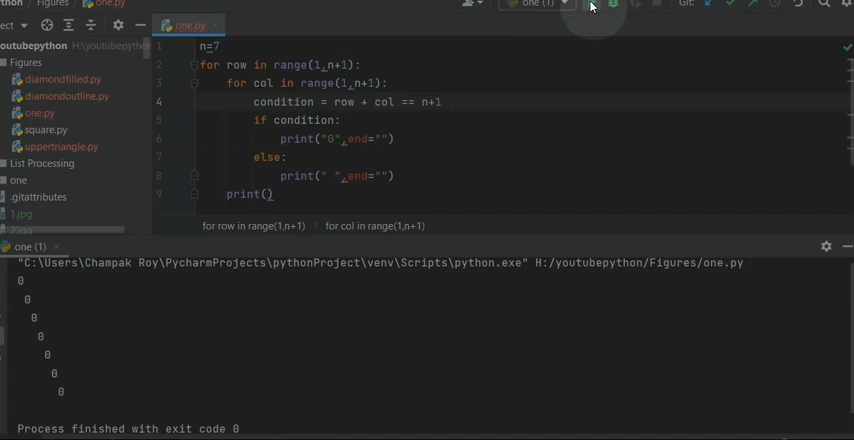 thon Figures one.py one (1) Git:
ect one.py
outubepython H:\youtubepython
Figures
diamondfilled.py
diamondoutline.py
one.py
square.py
uppertriangle.py
List Processing
one
.gitattributes
1.jpg
2.jpg
1 n=7
2 for row in range(1,n+1):
3 for col in range(1,n+1):
4 condition = row + col == n+1
5 if condition:
6 print("0",end="")
7 else:
8 print(" ",end="")
9 print()
for row in range(1,n+1) for col in range(1,n+1)
one (1)
"C:\Users\Champak Roy\PycharmProjects\pythonProject\venv\Scripts\python.exe" H:/youtubepython/Figures/one.py
0
0
0
0
0
0
0
Process finished with exit code 0